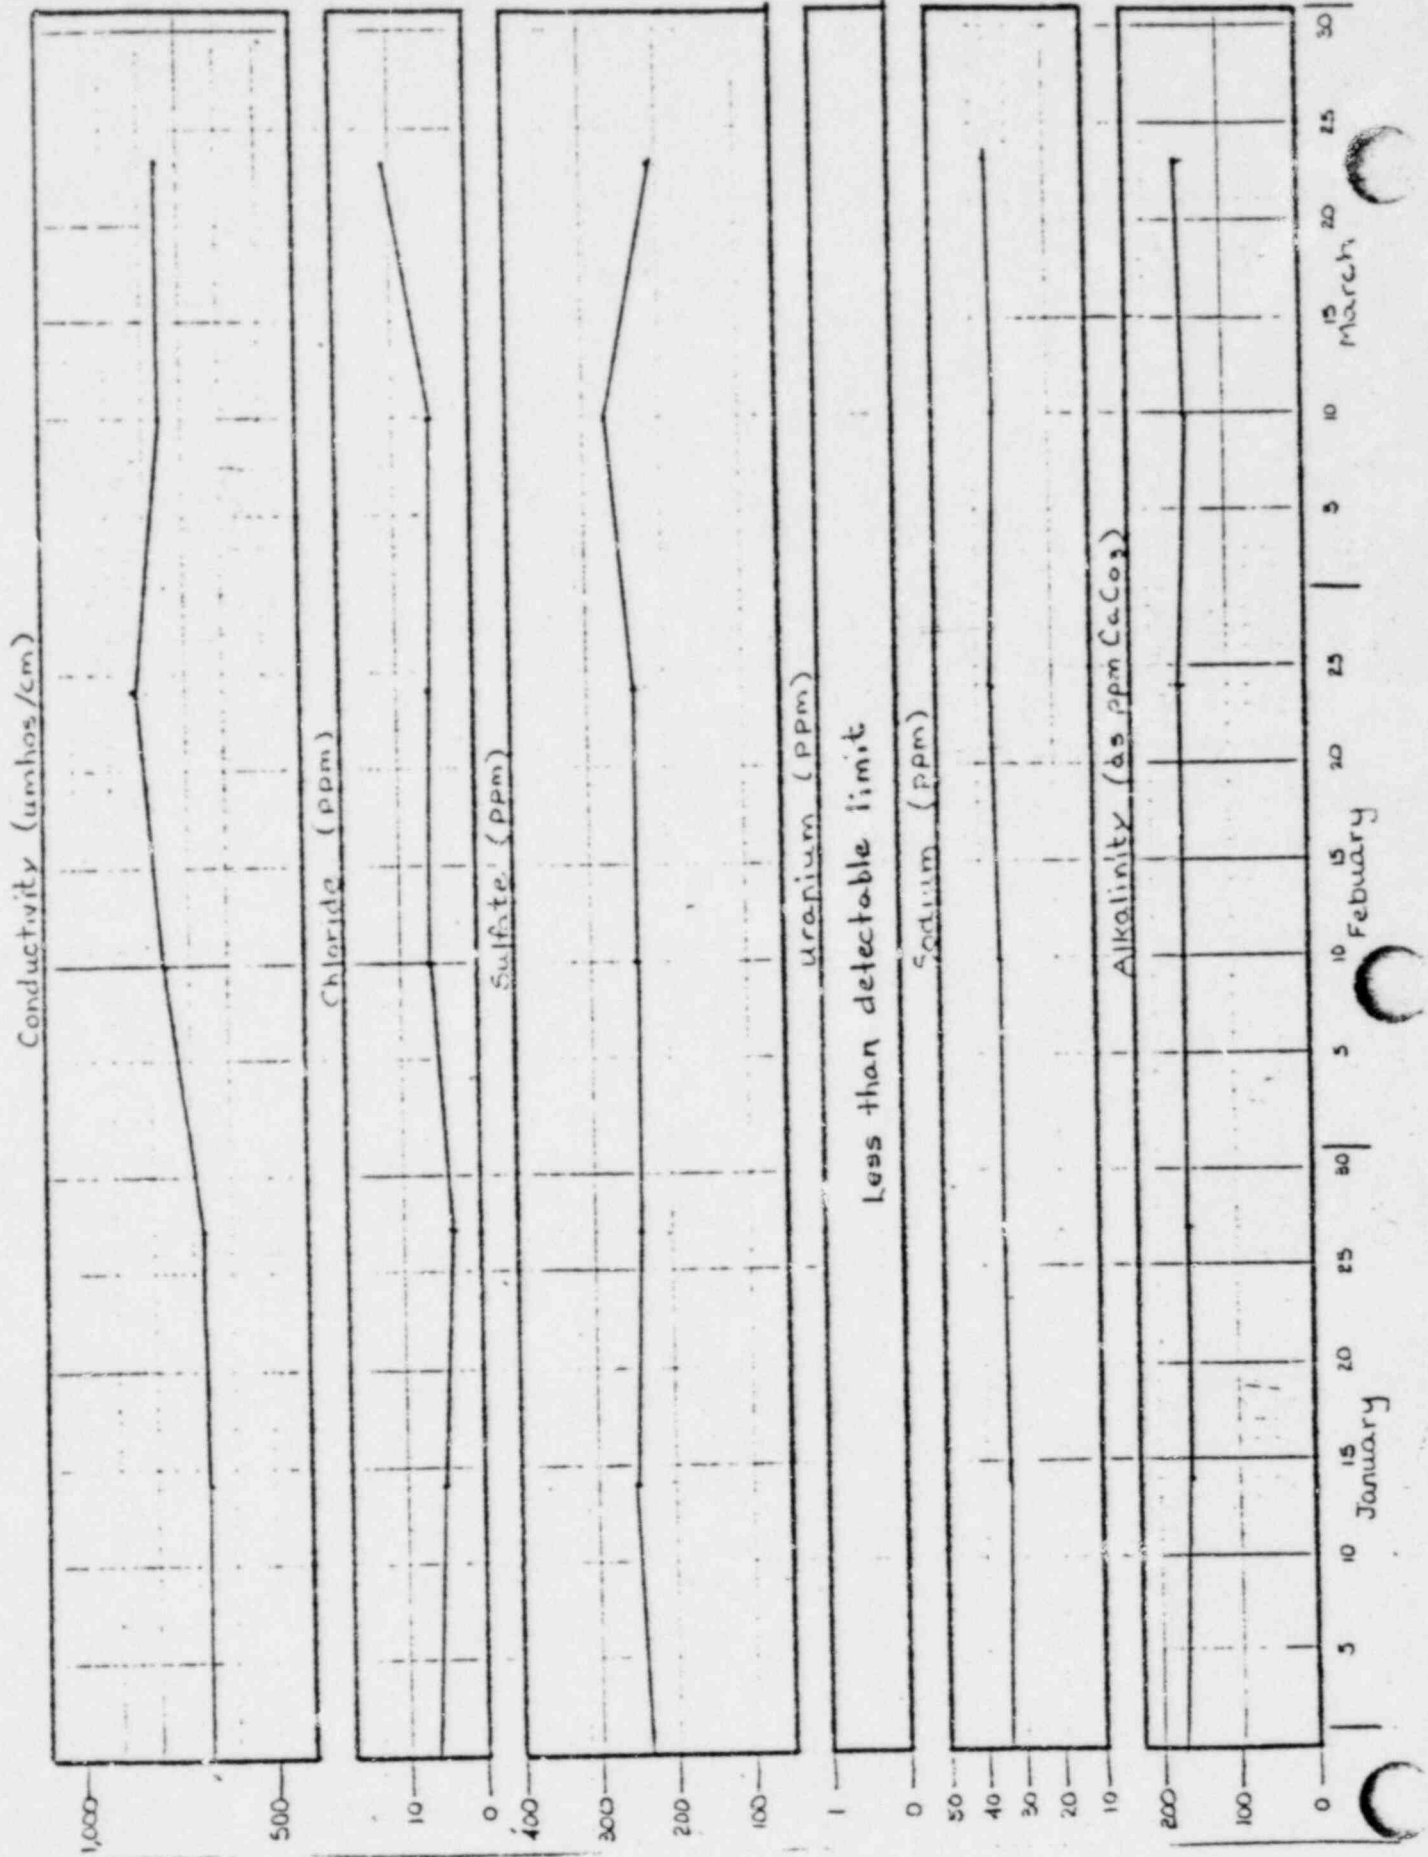 Conductivity (umhos/cm)
1,000
500
Chloride (ppm)
10
0
Sulfate (ppm)
400
300
200
100
Uranium (ppm)
1
0
Less than detectable limit
Sodium (ppm)
50
40
30
20
10
Alkalinity (as ppm CaCo3)
200
100
0
5 10 15 20 25 30 5 10 15 20 25 5 10 15 20 25 30
January Febuary March